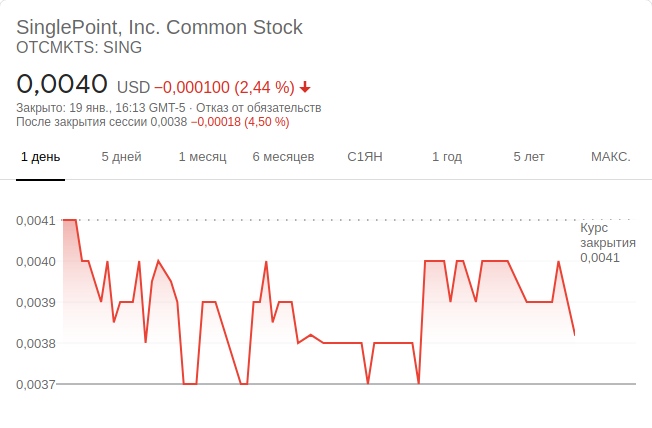 SinglePoint, Inc. Common Stock
OTCMKTS: SING
0,0040 USD −0,000100 (2,44 %)
Закрыто: 19 янв., 16:13 GMT-5 · Отказ от обязательств
После закрытия сессии 0,0038 −0,00018 (4,50 %)
1 день 5 дней 1 месяц 6 месяцев С1ЯН 1 год 5 лет МАКС.
0,0041
Курс
закрытия
0,0041
0,0040
0,0039
0,0038
0,0037